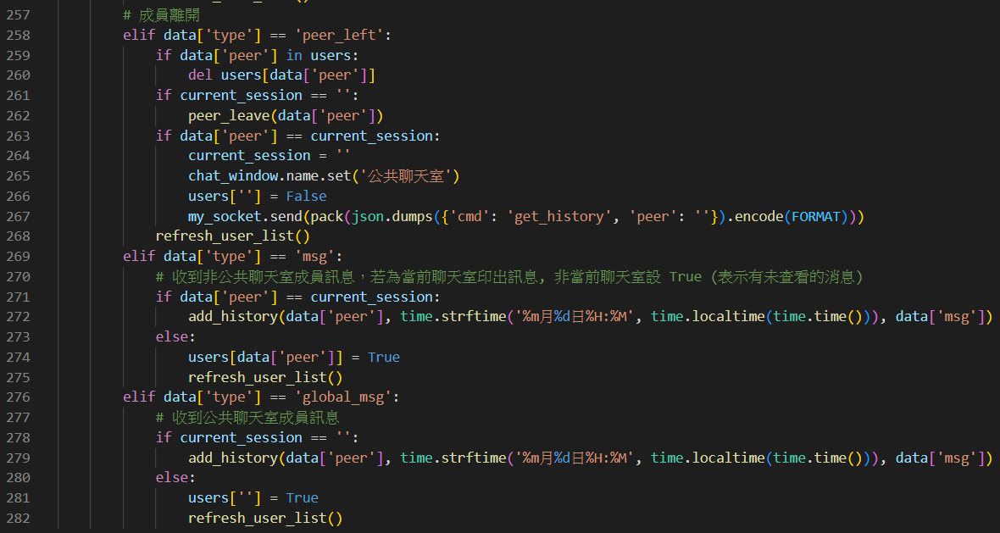 257 # 成員離開
258 elif data['type'] == 'peer_left':
259 if data['peer'] in users:
260 del users[data['peer']]
261 if current_session == '':
262 peer_leave(data['peer'])
263 if data['peer'] == current_session:
264 current_session = ''
265 chat_window.name.set('公共聊天室')
266 users[''] = False
267 my_socket.send(pack(json.dumps({'cmd': 'get_history', 'peer': ''}).encode(FORMAT)))
268 refresh_user_list()
269 elif data['type'] == 'msg':
270 # 收到非公共聊天室成員訊息，若為當前聊天室印出訊息, 非當前聊天室設 True (表示有未查看的消息)
271 if data['peer'] == current_session:
272 add_history(data['peer'], time.strftime('%m月%d日%H:%M', time.localtime(time.time())), data['msg'])
273 else:
274 users[data['peer']] = True
275 refresh_user_list()
276 elif data['type'] == 'global_msg':
277 # 收到公共聊天室成員訊息
278 if current_session == '':
279 add_history(data['peer'], time.strftime('%m月%d日%H:%M', time.localtime(time.time())), data['msg'])
280 else:
281 users[''] = True
282 refresh_user_list()